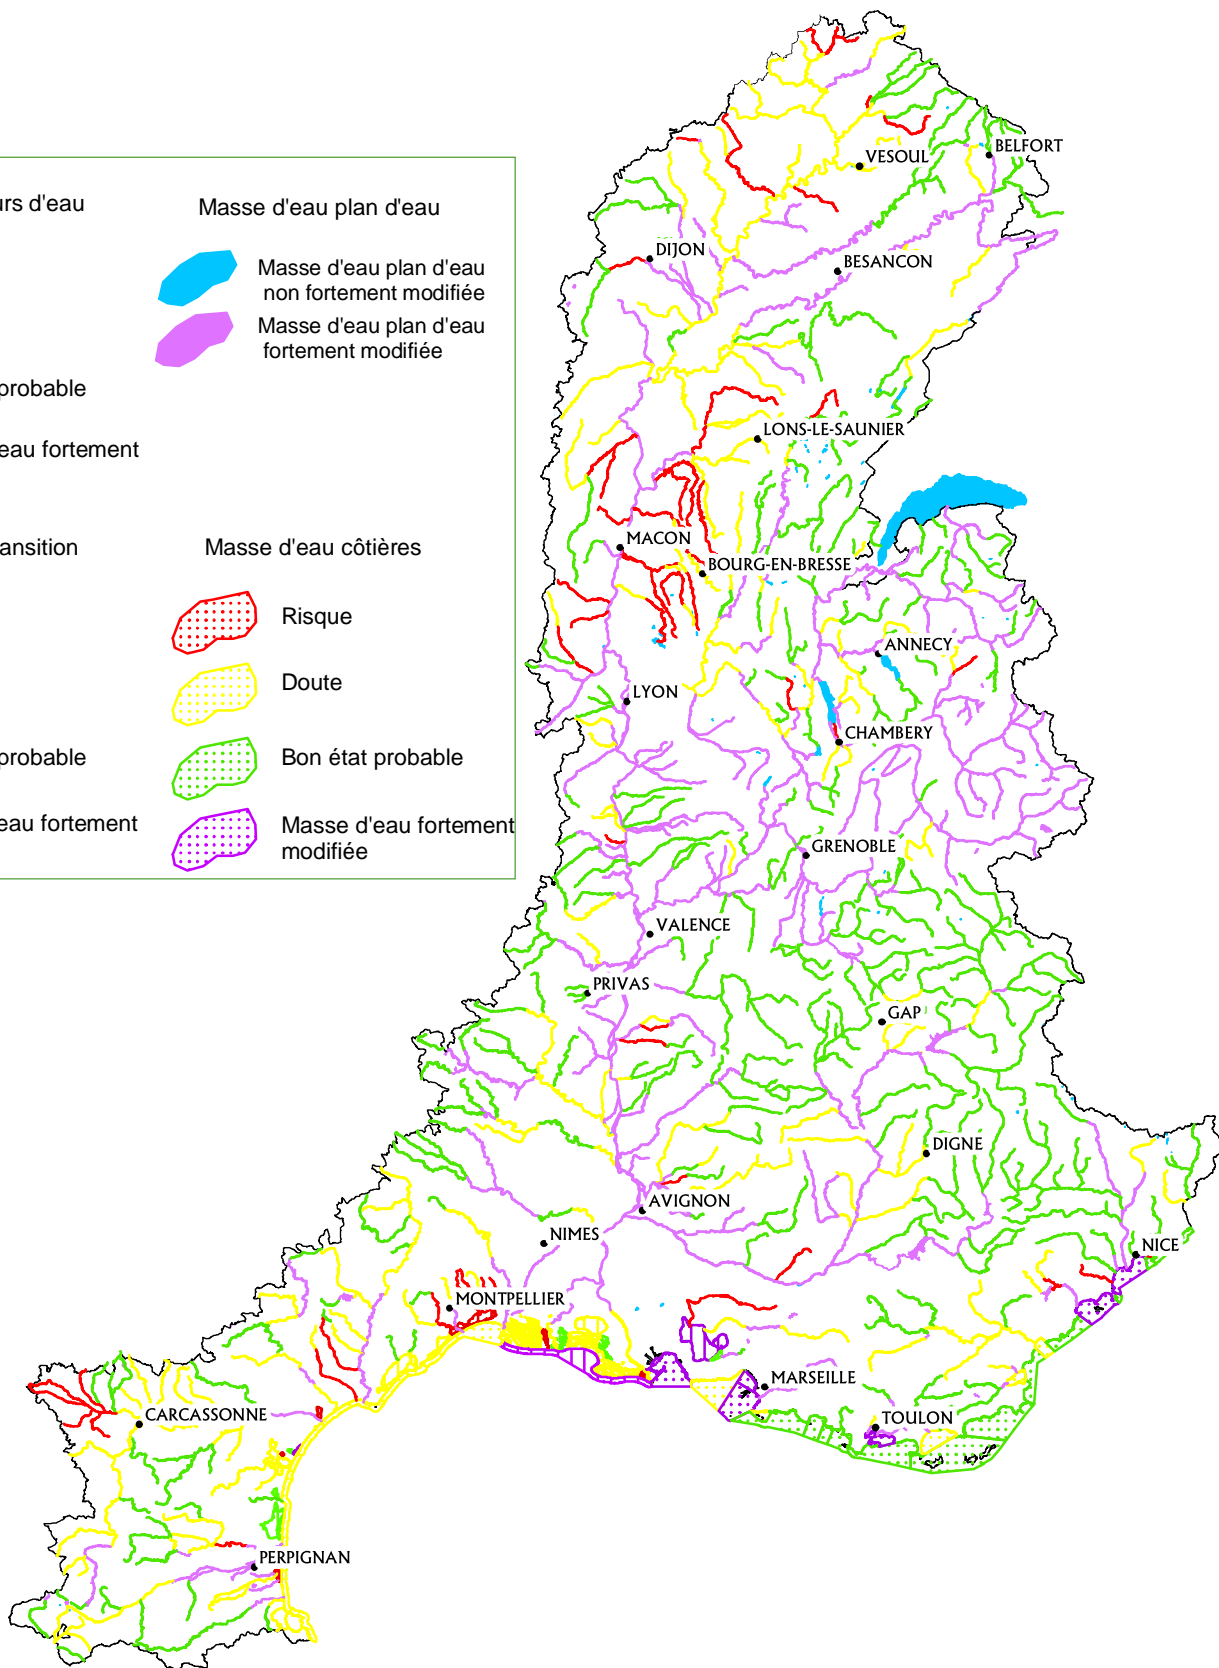 urs d'eau
Masse d'eau plan d'eau
Masse d'eau plan d'eau
non fortement modifiée
Masse d'eau plan d'eau
fortement modifiée
probable
eau fortement
ansition
Masse d'eau côtières
Risque
Doute
probable
Bon état probable
eau fortement
Masse d'eau fortement
modifiée
BELFORT
VESOUL
DIJON
BESANCON
LONS-LE-SAUNIER
MACON
BOURG-EN-BRESSE
ANNECY
LYON
CHAMBERY
GRENOBLE
VALENCE
PRIVAS
GAP
DIGNE
AVIGNON
NIMES
NICE
MONTPELLIER
MARSEILLE
CARCASSONNE
TOULON
PERPIGNAN